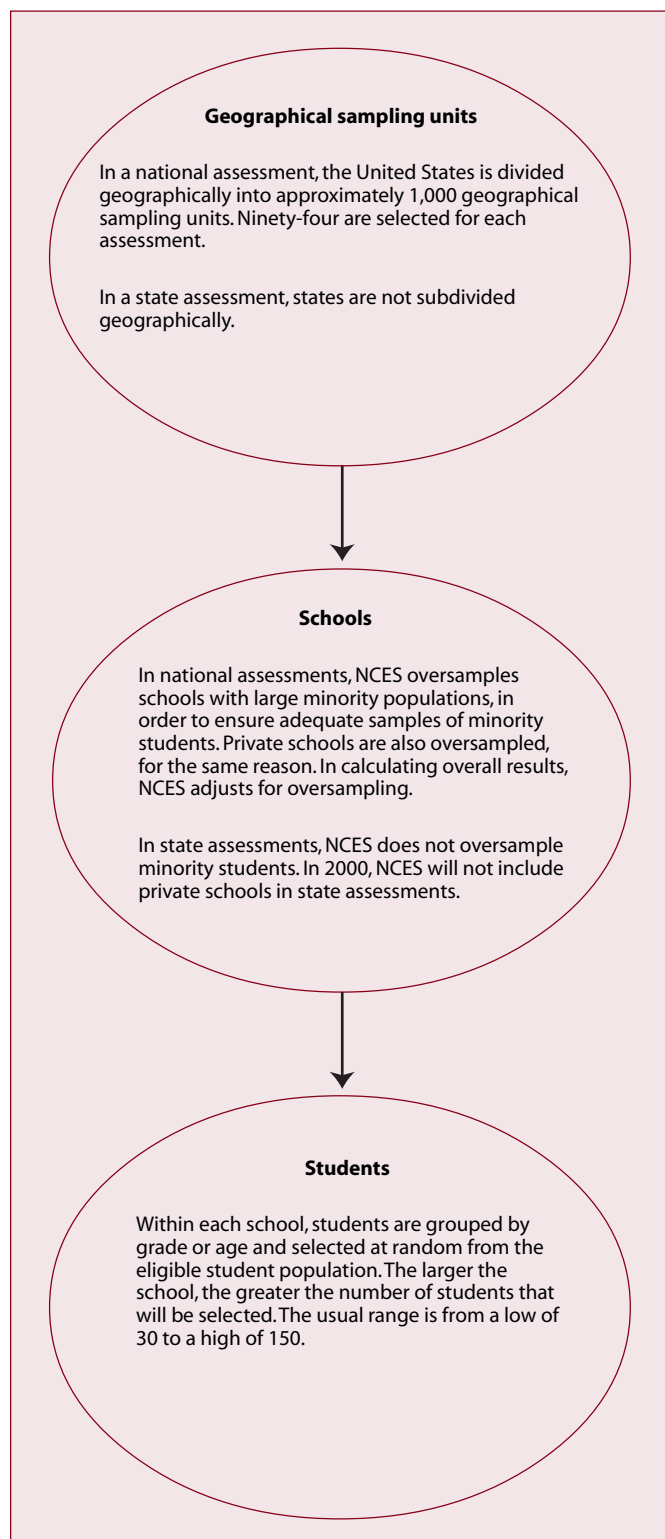 Geographical sampling units
In a national assessment, the United States is divided
geographically into approximately 1,000 geographical
sampling units. Ninety-four are selected for each
assessment.
In a state assessment, states are not subdivided
geographically.
Schools
In national assessments, NCES oversamples
schools with large minority populations, in
order to ensure adequate samples of minority
students. Private schools are also oversampled,
for the same reason. In calculating overall results,
NCES adjusts for oversampling.
In state assessments, NCES does not oversample
minority students. In 2000, NCES will not include
private schools in state assessments.
Students
Within each school, students are grouped by
grade or age and selected at random from the
eligible student population. The larger the
school, the greater the number of students that
will be selected. The usual range is from a low of
30 to a high of 150.